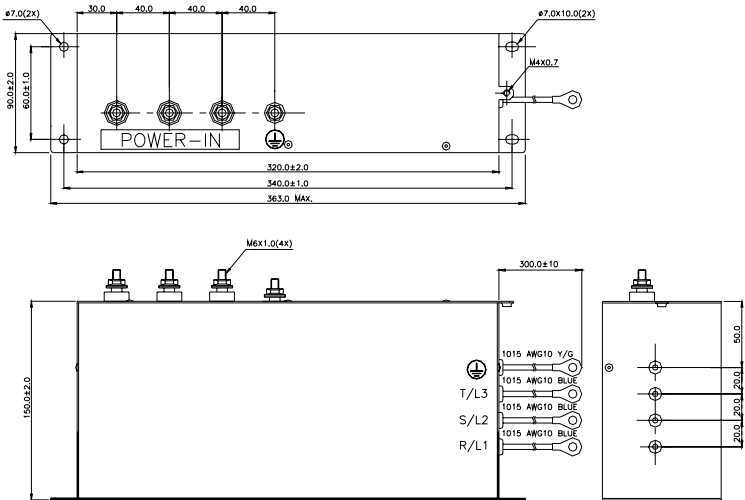 30.0 40.0 40.0 40.0
ø7.0(2X)
ø7.0X10.0(2X)
M4X0.7
90.0±2.0
60.0±1.0
POWER-IN
320.0±2.0
340.0±1.0
363.0 MAX.
M6X1.0(4X)
300.0±10
150.0±2.0
1015 AWG10 Y/G
1015 AWG10 BLUE
T/L3
1015 AWG10 BLUE
S/L2
1015 AWG10 BLUE
R/L1
50.0
20.0
20.0
20.0